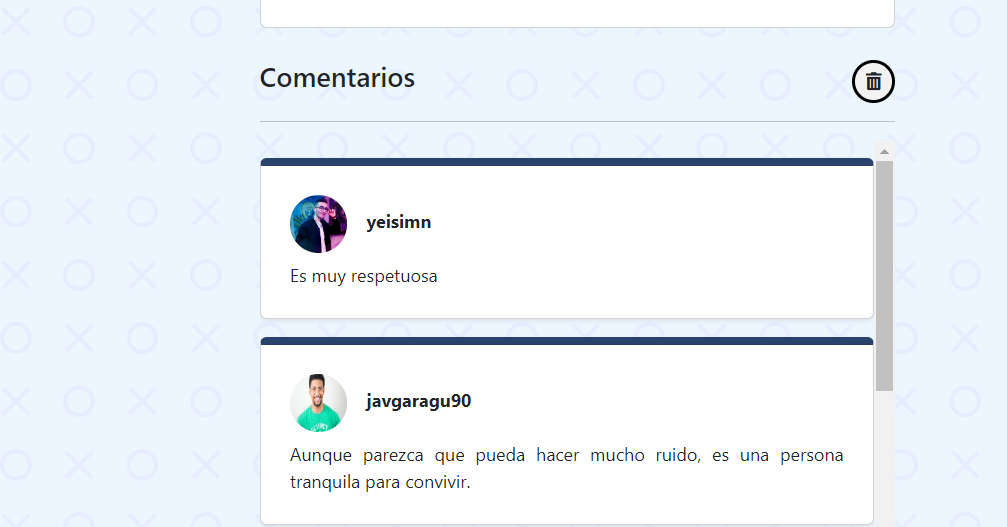 Comentarios
yeisimn
Es muy respetuosa
javgaragu90
Aunque parezca que pueda hacer mucho ruido, es una persona
tranquila para convivir.